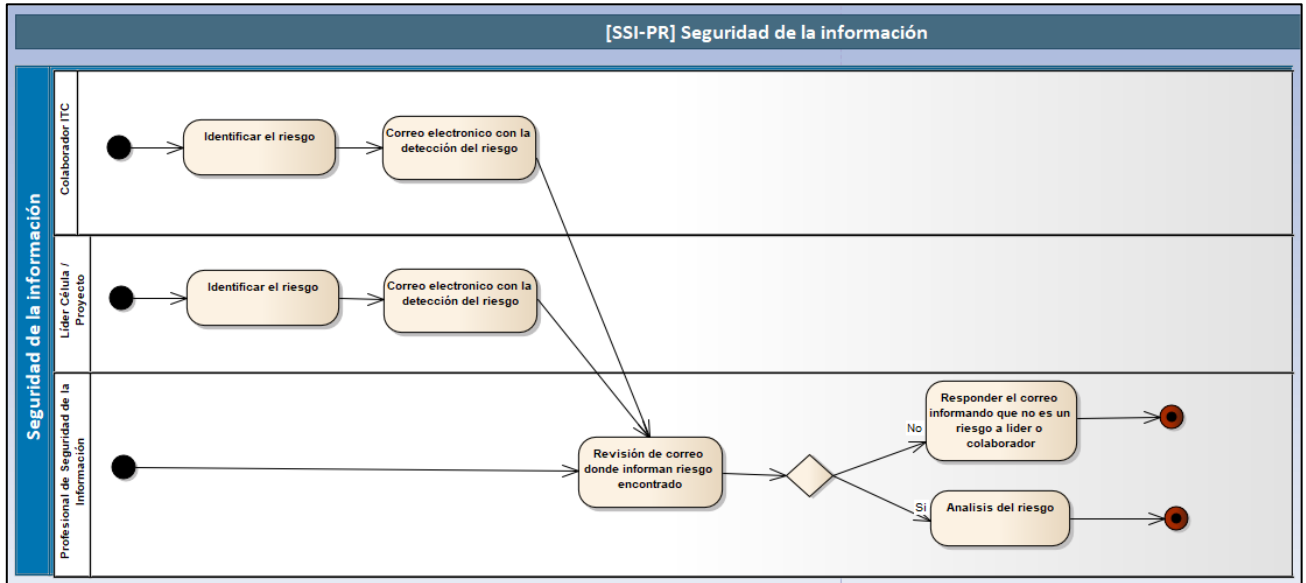 [SSI-PR] Seguridad de la información
Seguridad de la información
Colaborador ITC
Identificar el riesgo
Correo electronico con la
detección del riesgo
Líder Célula /
Proyecto
Identificar el riesgo
Correo electronico con la
detección del riesgo
Profesional de Seguridad de la
Información
Revisión de correo
donde informan riesgo
encontrado
No
Responder el correo
informando que no es un
riesgo a lider o
colaborador
Si
Analisis del riesgo